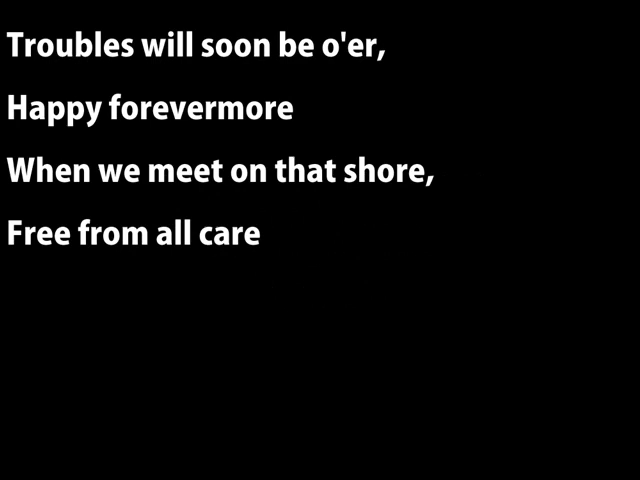 Troubles will soon be o'er,
Happy forevermore
When we meet on that shore,
Free from all care